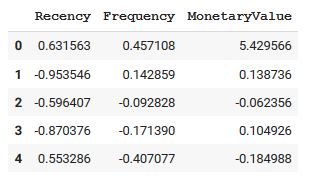 Recency Frequency MonetaryValue
0 0.631563 0.457108 5.429566
1 -0.953546 0.142859 0.138736
2 -0.596407 -0.092828 -0.062356
3 -0.870376 -0.171390 0.104926
4 0.553286 -0.407077 -0.184988